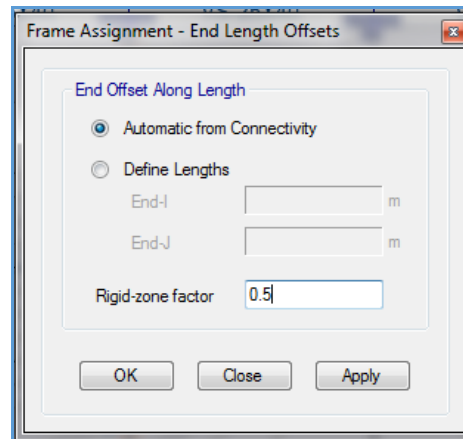 Frame Assignment - End Length Offsets
End Offset Along Length
Automatic from Connectivity
Define Lengths
End-I m
End-J m
Rigid-zone factor 0.5
OK Close Apply